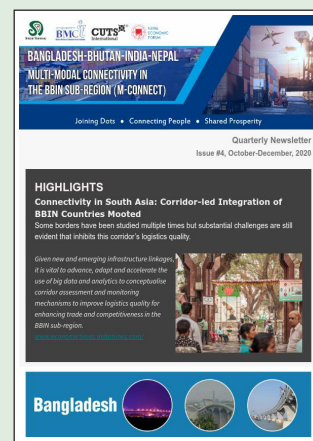 BMCI
CUTS®
International
NEPAL
ECONOMIC
FORUM
BANGLADESH-BHUTAN-INDIA-NEPAL
MULTI-MODAL CONNECTIVITY IN
THE BBIN SUB-REGION (M-CONNECT)
Joining Dots • Connecting People • Shared Prosperity
Quarterly Newsletter
Issue #4, October-December, 2020
HIGHLIGHTS
Connectivity in South Asia: Corridor-led Integration of
BBIN Countries Mooted
Some borders have been studied multiple times but substantial challenges are still
evident that inhibits this corridor's logistics quality.
Given new and emerging infrastructure linkages,
it is vital to advance, adapt and accelerate the
use of big data and analytics to conceptualise
corridor assessment and monitoring
mechanisms to improve logistics quality for
enhancing trade and competitiveness in the
BBIN sub-region.
Bangladesh